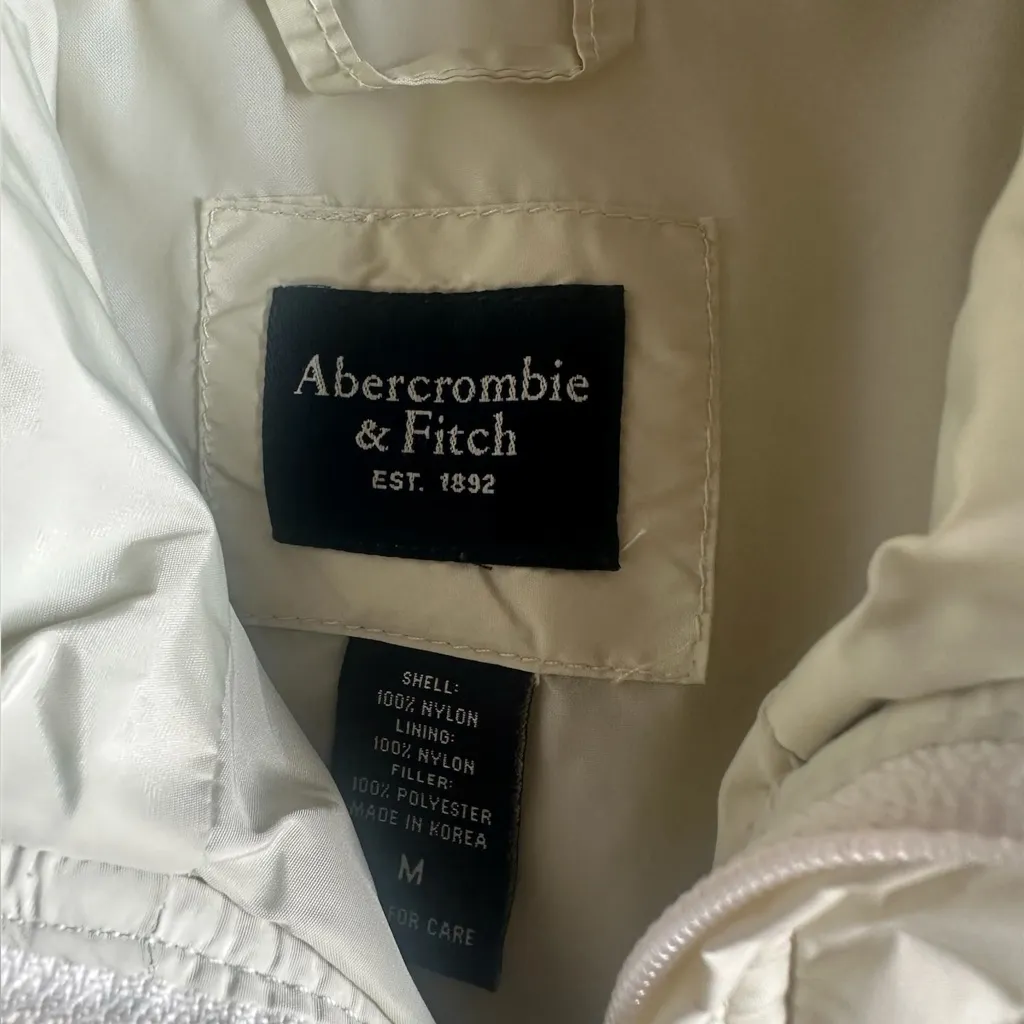 Abercrombie
& Fitch
EST. 1892
SHELL:
100% NYLON
LINING:
100% NYLON
FILLER:
100% POLYESTER
MADE IN KOREA
M
FOR CARE